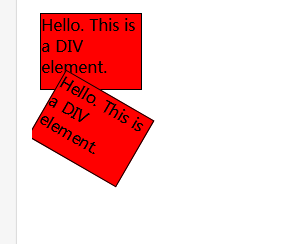 Hello. This is
a DIV
element.
Hello. This is
a DIV
element.